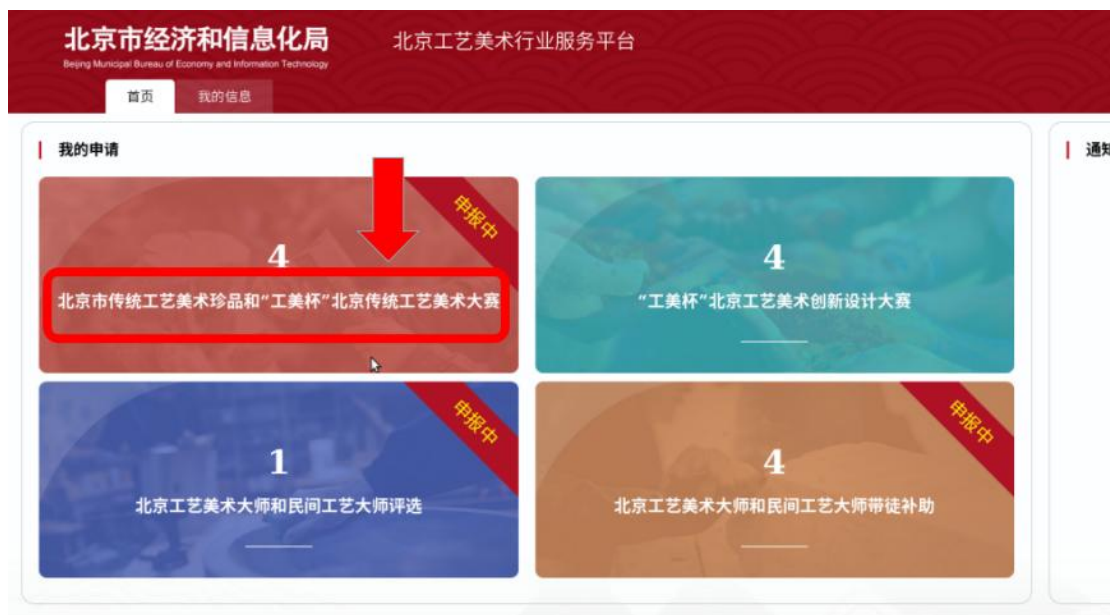 北京市经济和信息化局
北京工艺美术行业服务平台
Beijing Municipal Bureau of Economy and Information Technology
首页
我的信息
我的申请
通知
申报中
4
北京市传统工艺美术珍品和“工美杯”北京传统工艺美术大赛
4
“工美杯”北京工艺美术创新设计大赛
申报中
1
北京工艺美术大师和民间工艺大师评选
申报中
4
北京工艺美术大师和民间工艺大师带徒补助